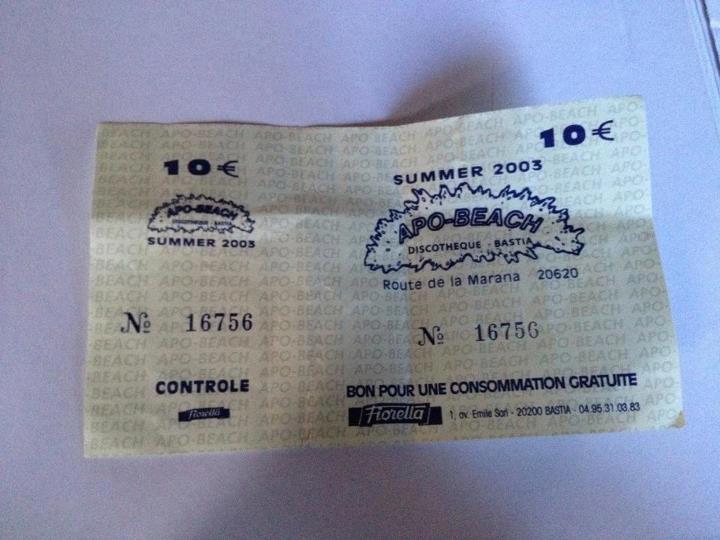 10€
APO-BEACH
DISCOTHEQUE BASTIA
SUMMER 2003
№ 16756
CONTROLE
Fiorella
10€
SUMMER 2003
APO-BEACH
DISCOTHEQUE - BASTIA
Route de la Marana 20620
№ 16756
BON POUR UNE CONSOMMATION GRATUITE
Fiorella 1, av. Emile Sari - 20200 BASTIA - 04.95.31.03.83